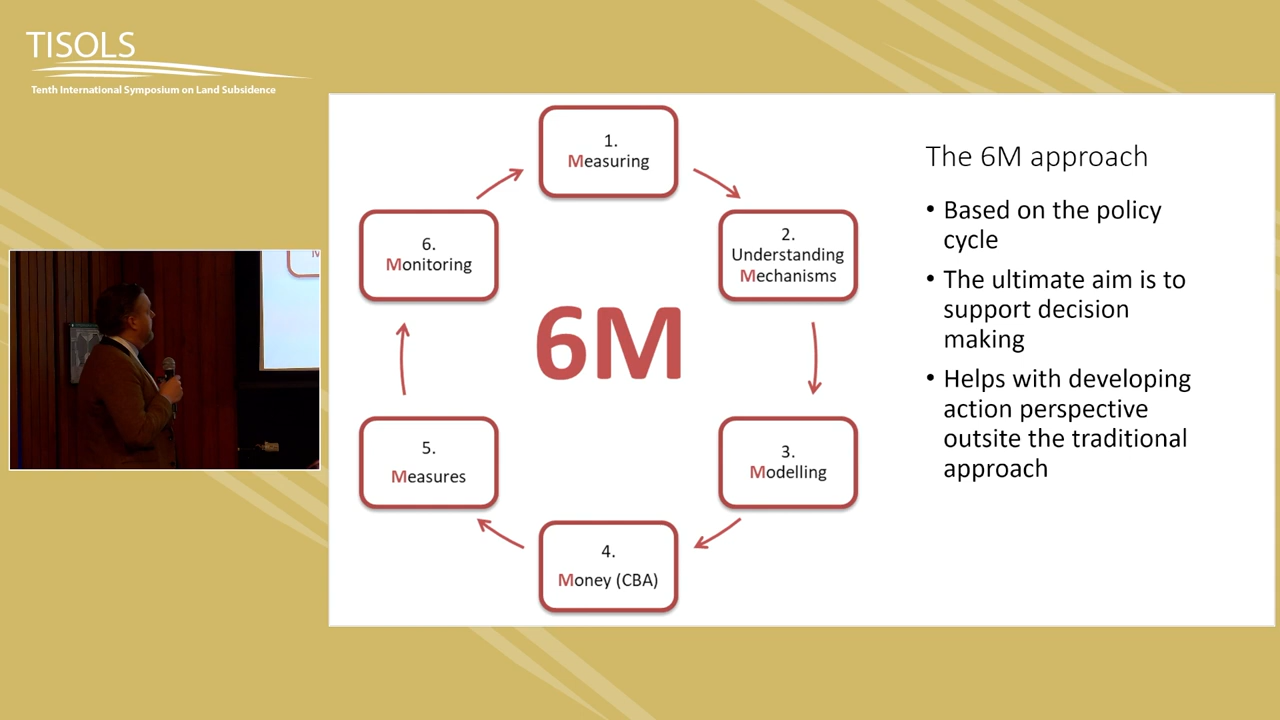 TISOLS
Tenth International Symposium on Land Subsidence
1.
Measuring
2.
Understanding
Mechanisms
3.
Modelling
4.
Money (CBA)
5.
Measures
6.
Monitoring
6M
The 6M approach
• Based on the policy
cycle
• The ultimate aim is to
support decision
making
• Helps with developing
action perspective
outsite the traditional
approach